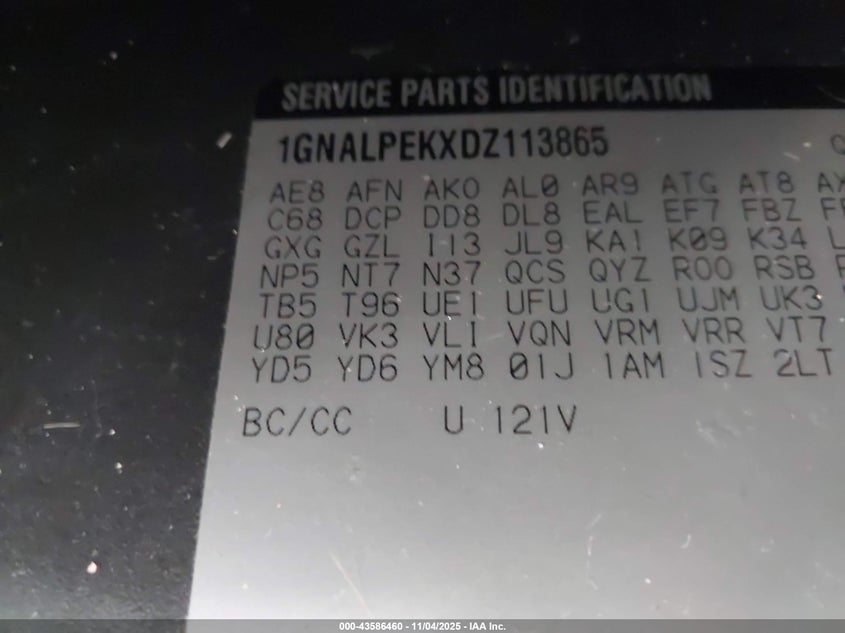 SERVICE PARTS IDENTIFICATION
1GNALPEKXDZ113865
AE8 AFN AK0 AL0 AR9 ATG AT8 AX
C68 DCP DD8 DL8 EAL EF7 FBZ
GXG GZL I13 JL9 KA1 K09 K34 L
NP5 NT7 N37 QCS QYZ R00 RSB
TB5 T96 UE1 UFU UG1 UJM UK3
U80 VK3 VLI VQN VRM VRR VT7
YD5 YD6 YM8 01J 1AM 1SZ 2LT
BC/CC U 121V
000-43586460 - 11/04/2025 - IAA Inc.